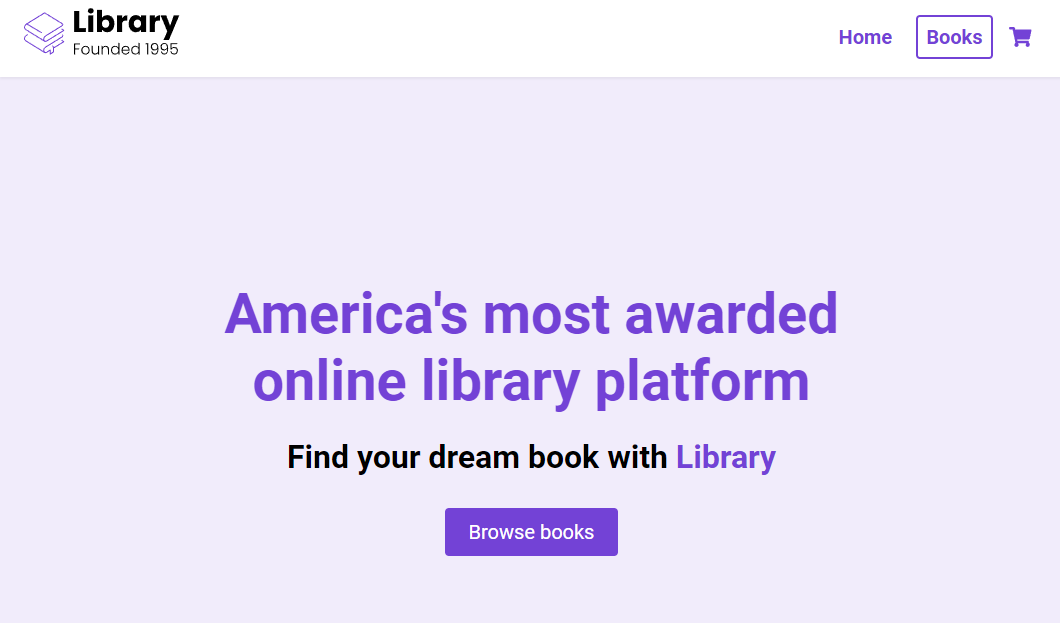 Library
Founded 1995
Home
Books
America's most awarded
online library platform
Find your dream book with Library
Browse books